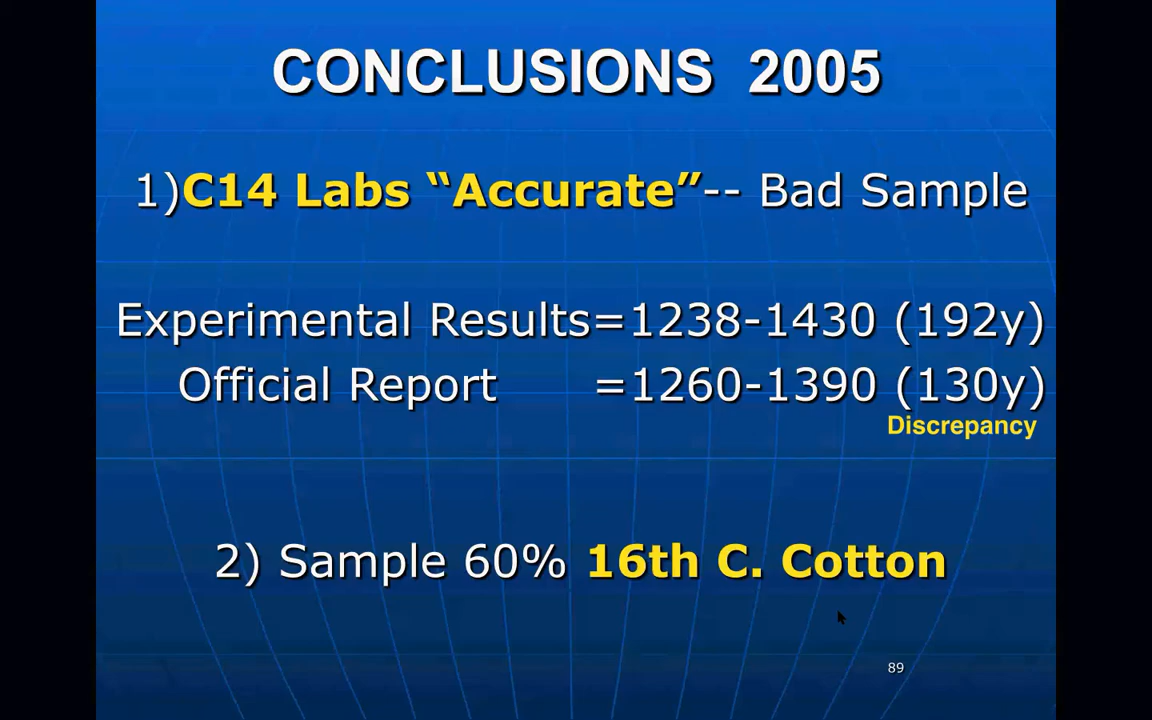 CONCLUSIONS 2005
1)C14 Labs “Accurate”-- Bad Sample
Experimental Results=1238-1430 (192y)
Official Report =1260-1390 (130y)
Discrepancy
2) Sample 60% 16th C. Cotton
89